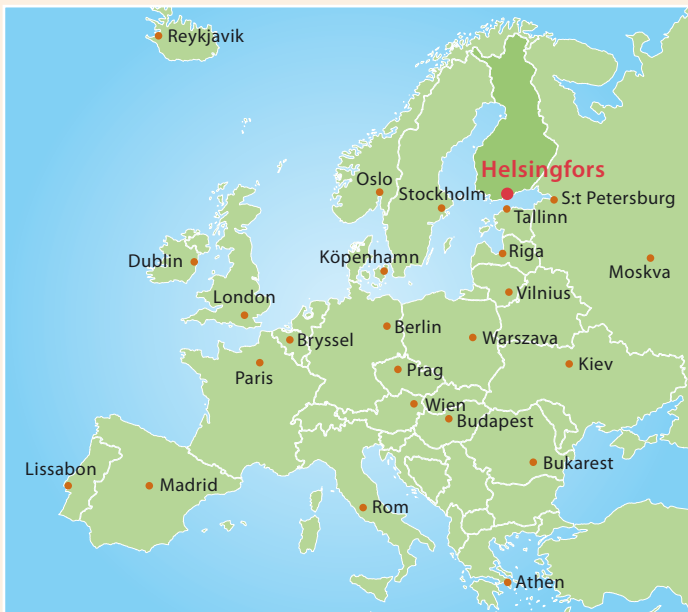 Reykjavik
Helsingfors
Oslo
Stockholm
S:t Petersburg
Tallinn
Dublin
Köpenhamn
Riga
Moskva
London
Vilnius
Berlin
Bryssel
Warszava
Paris
Prag
Kiev
Wien
Budapest
Lissabon
Madrid
Bukarest
Rom
Athen